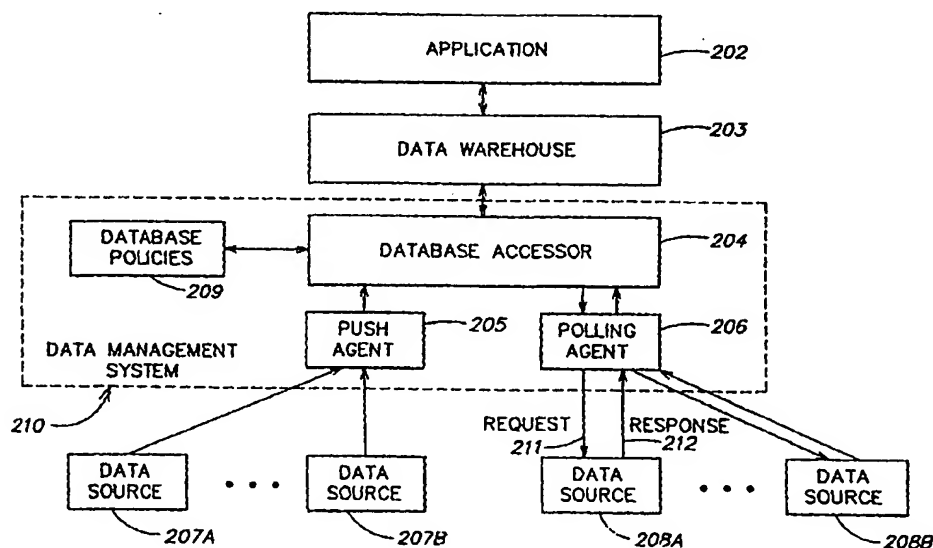 APPLICATION
202
DATA WAREHOUSE
203
DATABASE
POLICIES
209
DATABASE ACCESSOR
204
PUSH
AGENT
205
POLLING
AGENT
206
DATA MANAGEMENT
SYSTEM
210
REQUEST
211
RESPONSE
212
DATA
SOURCE
207A
DATA
SOURCE
207B
DATA
SOURCE
208A
DATA
SOURCE
208B